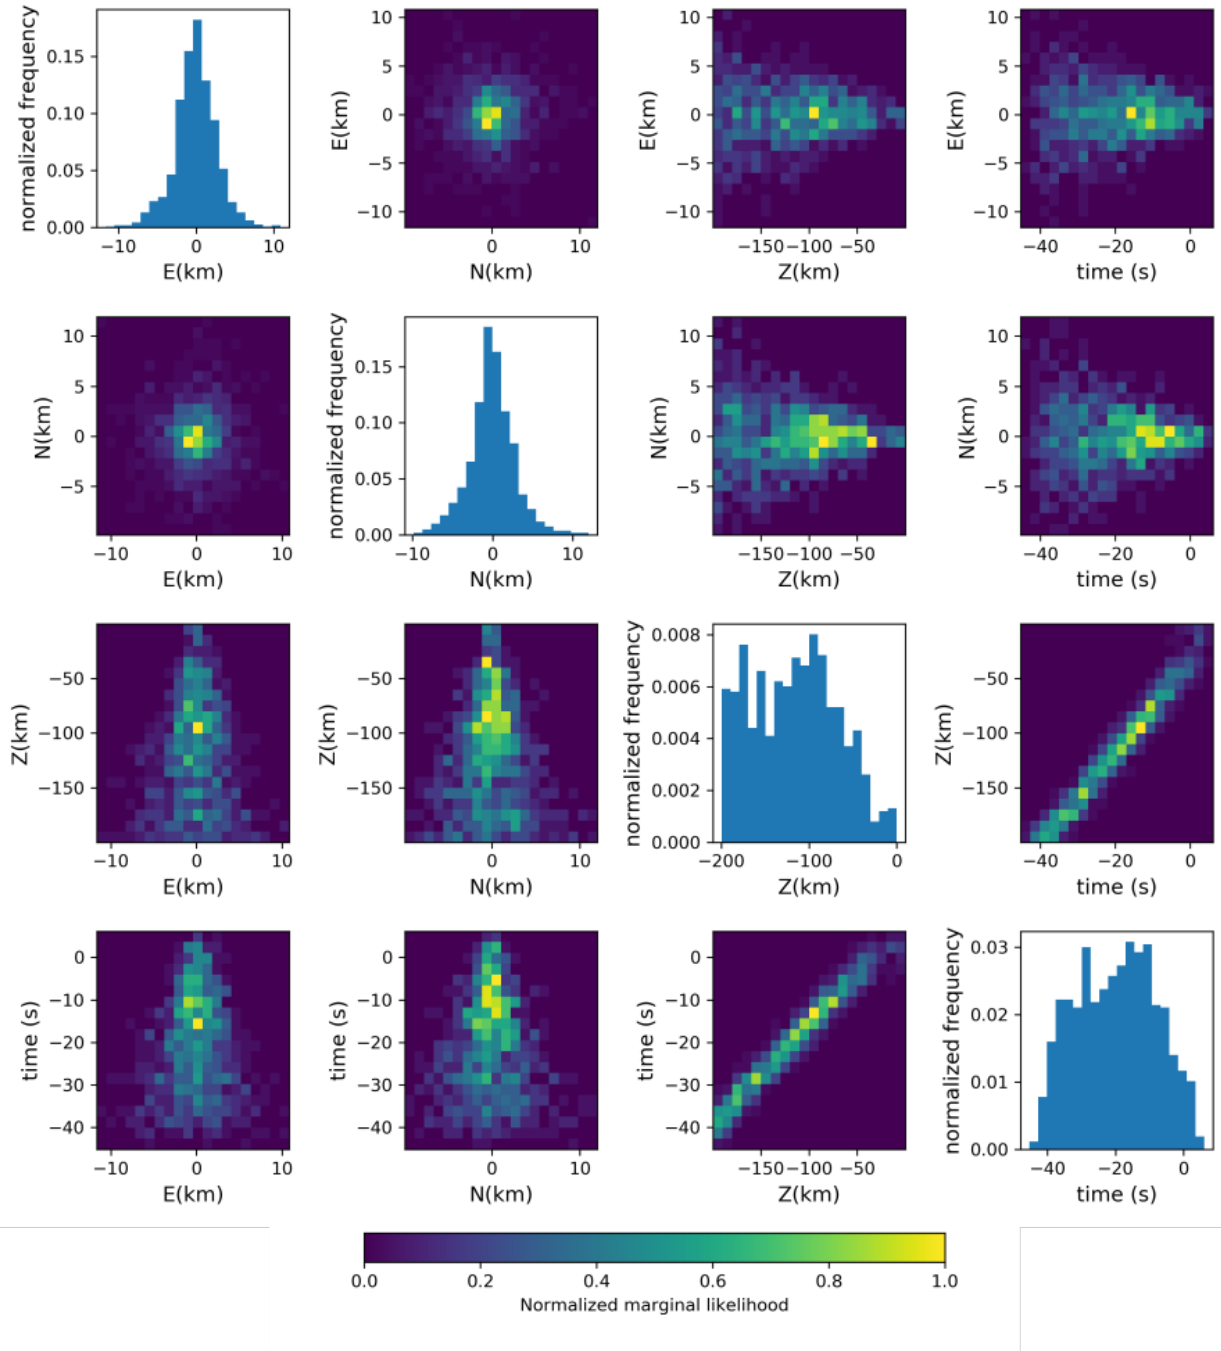 normalized frequency
0.15
0.10
0.05
0.00
−10 0 10
E(km)
E(km)
10
5
0
−5
−10
−10 0 10
N(km)
E(km)
10
5
0
−5
−10
−150 −100 −50
Z(km)
E(km)
10
5
0
−5
−10
−40 −20 0
time (s)
N(km)
10
5
0
−5
−10 0 10
E(km)
normalized frequency
0.15
0.10
0.05
0.00
−10 0 10
N(km)
N(km)
10
5
0
−5
−150 −100 −50
Z(km)
N(km)
10
5
0
−5
−40 −20 0
time (s)
Z(km)
−50
−100
−150
−10 0 10
E(km)
Z(km)
−50
−100
−150
−10 0 10
N(km)
normalized frequency
0.008
0.006
0.004
0.002
0.000
−200 −100 0
Z(km)
Z(km)
−50
−100
−150
−40 −20 0
time (s)
time (s)
0
−10
−20
−30
−40
−10 0 10
E(km)
time (s)
0
−10
−20
−30
−40
−10 0 10
N(km)
time (s)
0
−10
−20
−30
−40
−150 −100 −50
Z(km)
normalized frequency
0.03
0.02
0.01
0.00
−40 −20 0
time (s)
0.0 0.2 0.4 0.6 0.8 1.0
Normalized marginal likelihood